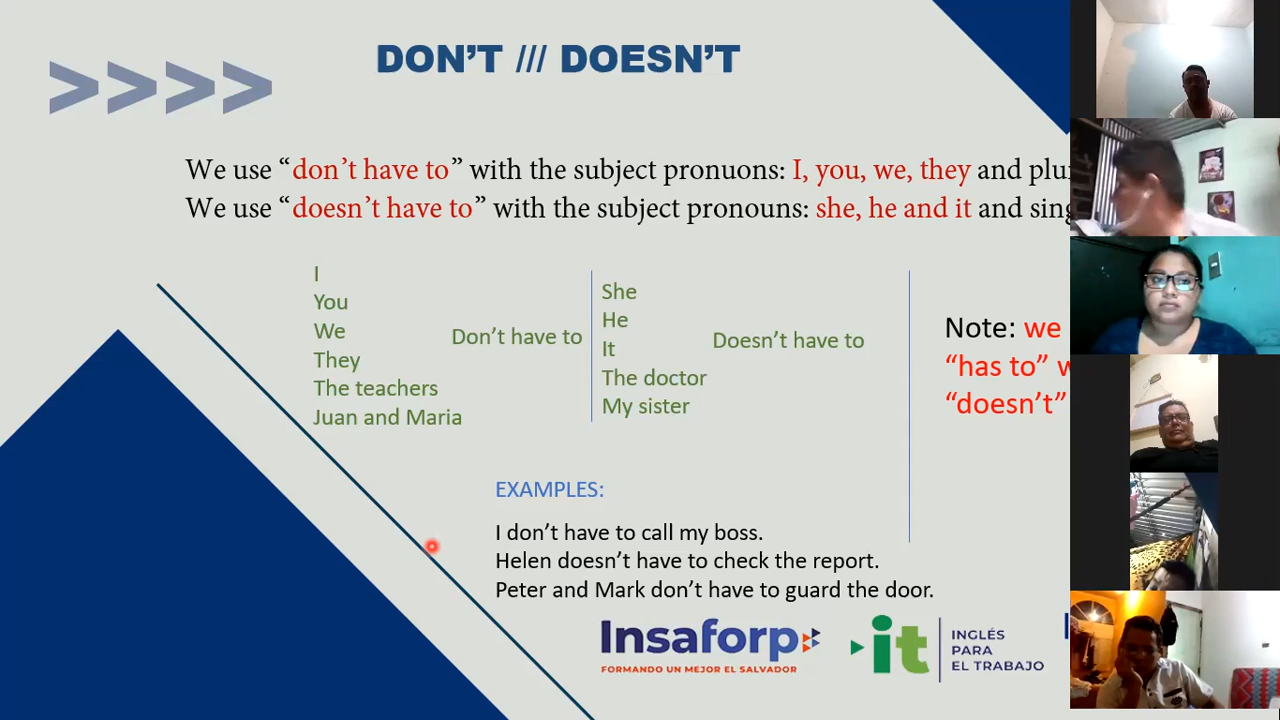 DON'T /// DOESN'T
We use “don't have to” with the subject pronuons: I, you, we, they and
We use “doesn't have to” with the subject pronouns: she, he and it and
I
You
We
They
The teachers
Juan and Maria
Don't have to
She
He
It
The doctor
My sister
Doesn't have to
Note: we
“has to”
“doesn't”
EXAMPLES:
I don't have to call my boss.
Helen doesn't have to check the report.
Peter and Mark don't have to guard the door.
Insaforp
FORMANDO UN MEJOR EL SALVADOR
it
INGLÉS
PARA
EL TRABAJO